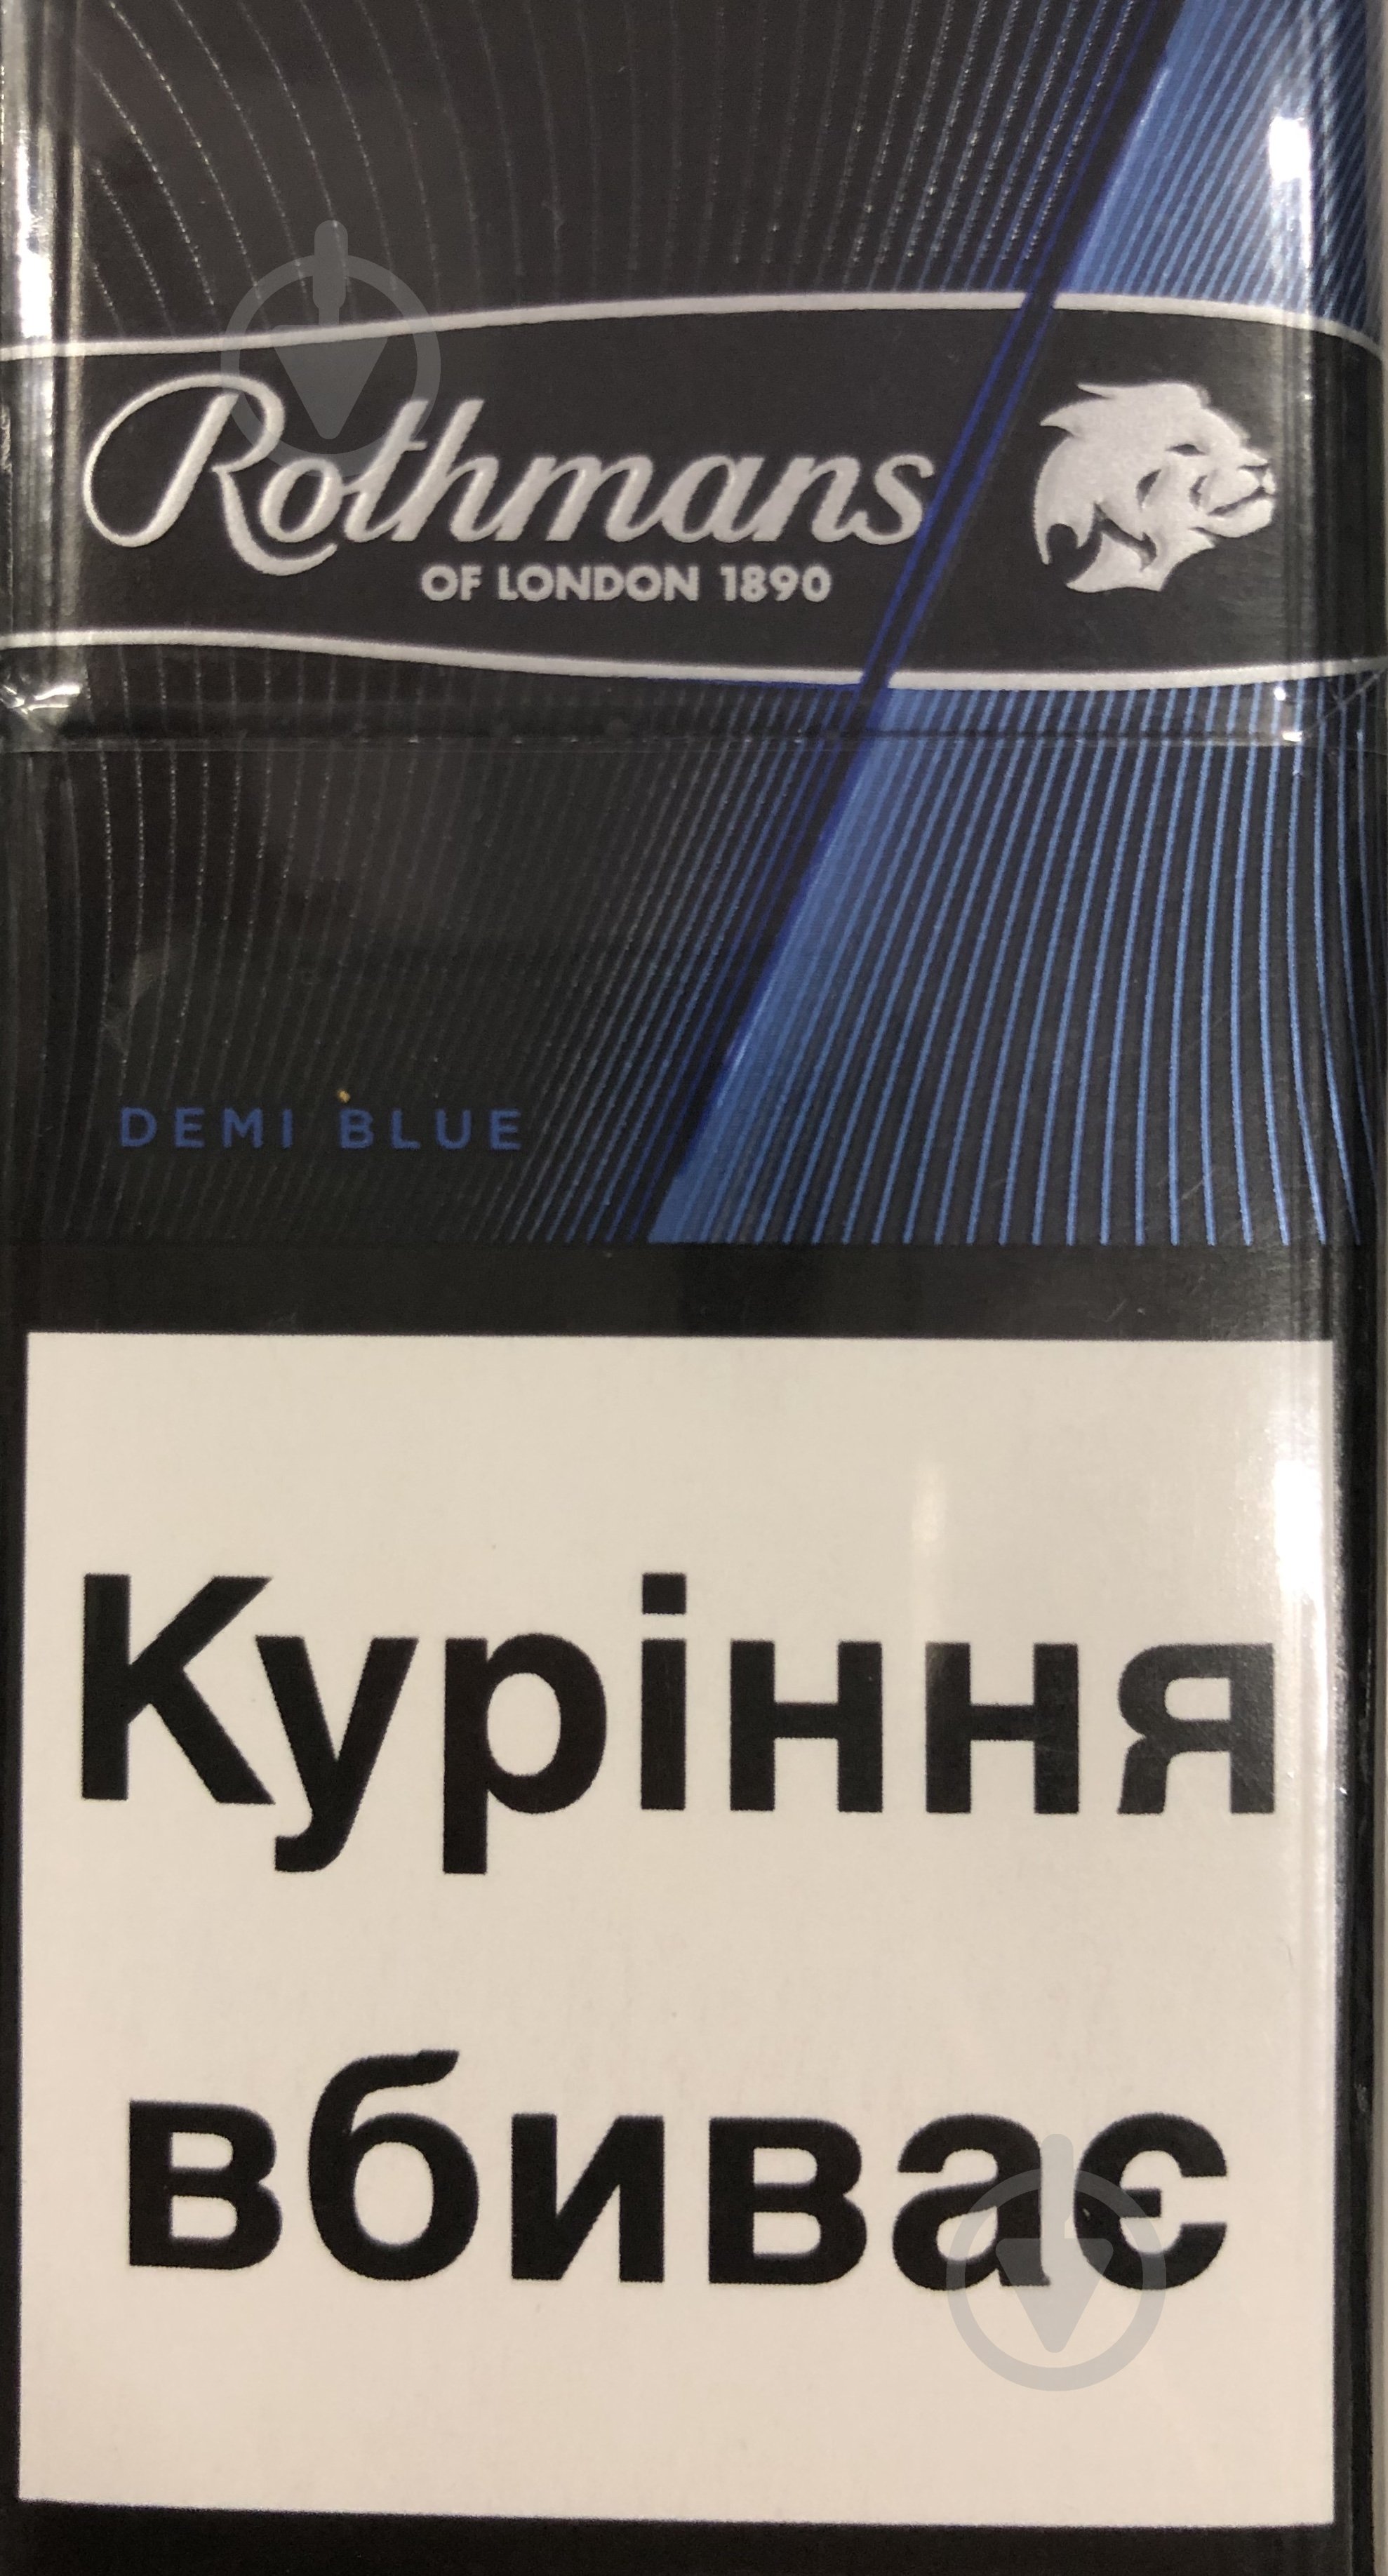 Rothmans
OF LONDON 1890
DEMI BLUE
Куріння
вбиває